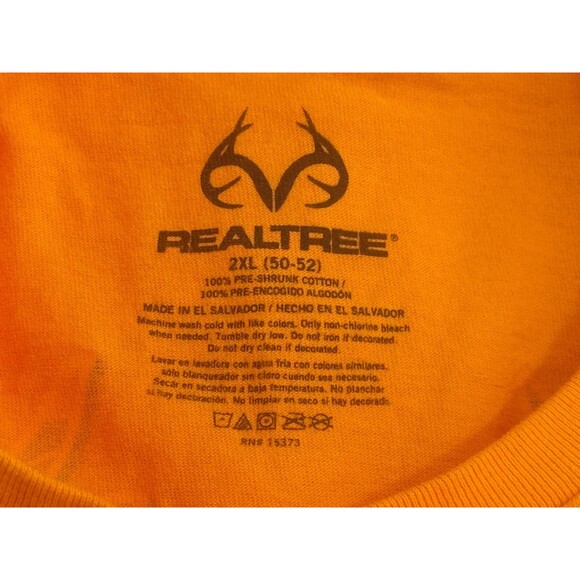 REALTREE®
2XL (50-52)
100% PRE-SHRUNK COTTON /
100% PRE-ENCOGIDO ALGODÓN
MADE IN EL SALVADOR / HECHO EN EL SALVADOR
Machine wash cold with like colors. Only non-chlorine bleach
when needed. Tumble dry low. Do not iron if decorated.
Do not dry clean if decorated.
Lavar en lavadora con agua fria con colores similares.
sólo blanqueador sin cloro cuando sea necesario.
Secar en secadora a baja temperatura. No planchar
si hay decoración. No limpiar en seco si hay decorado.
RN# 15373